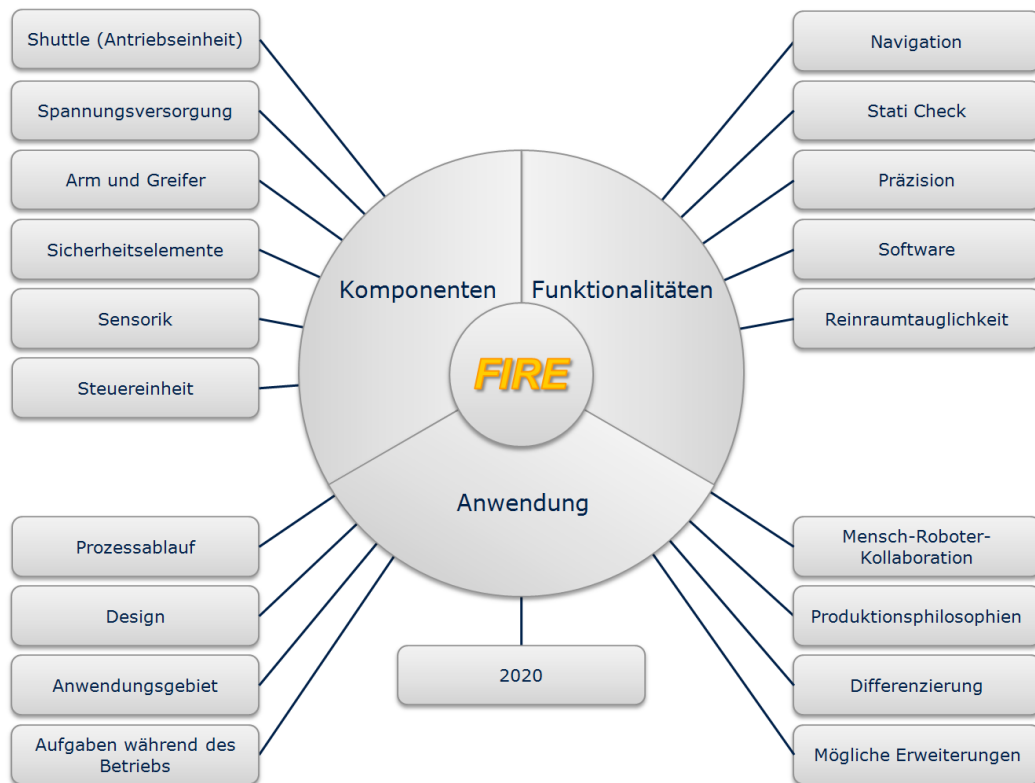 Shuttle (Antriebseinheit)
Spannungsversorgung
Arm und Greifer
Sicherheitselemente
Sensorik
Steuereinheit
Navigation
Stati Check
Präzision
Software
Reinraumtauglichkeit
Komponenten
Funktionalitäten
FIRE
Anwendung
Prozessablauf
Design
Anwendungsgebiet
Aufgaben während des
Betriebs
2020
Mensch-Roboter-
Kollaboration
Produktionsphilosophien
Differenzierung
Mögliche Erweiterungen